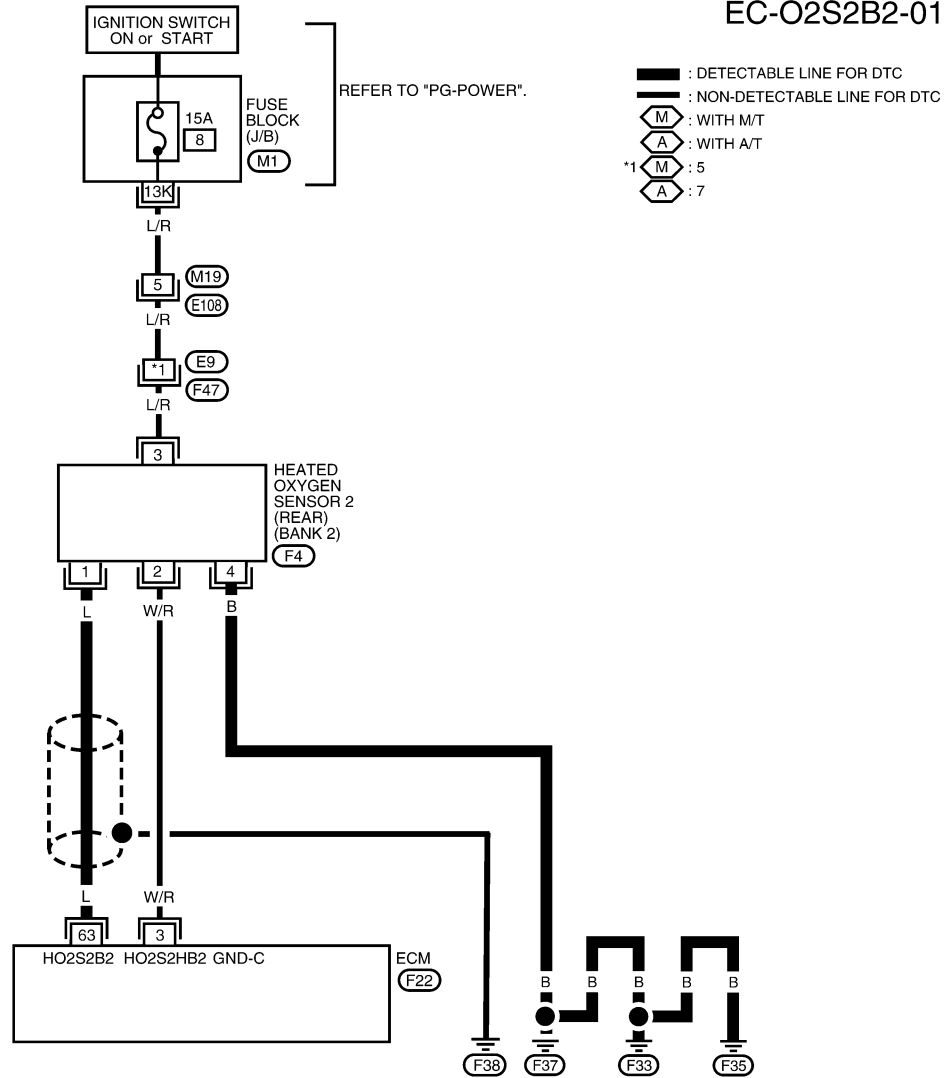 EC-O2S2B2-01
IGNITION SWITCH
ON or START
REFER TO "PG-POWER".
15A
8
FUSE
BLOCK
(J/B)
M1
13K
: DETECTABLE LINE FOR DTC
: NON-DETECTABLE LINE FOR DTC
M : WITH M/T
A : WITH A/T
*1 M : 5
A : 7
L/R
5
M19
E108
L/R
*1
E9
F47
L/R
3
HEATED
OXYGEN
SENSOR 2
(REAR)
(BANK 2)
F4
1 2 4
L W/R B
L W/R
63 3
HO2S2B2 HO2S2HB2 GND-C
ECM
F22
B B B B B
F38 F37 F33 F35